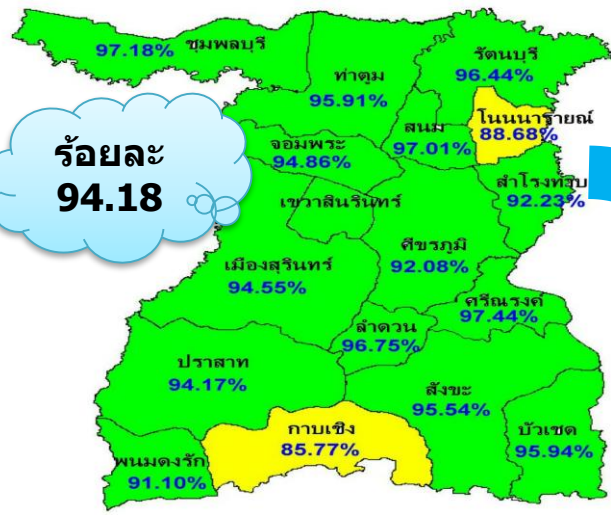 97.18% ชุมพลบุรี
รัตนบุรี
96.44%
ท่าตูม
95.91%
สนม
97.01%
โนนนารายณ์
88.68%
ร้อยละ
94.18
จอมพระ
94.86%
สำโรงทาบ
92.23%
เขวาสินรินทร์
ศีขรภูมิ
92.08%
เมืองสุรินทร์
94.55%
ศรีณรงค์
97.44%
ลำดวน
96.75%
ปราสาท
94.17%
สังขะ
95.54%
กาบเชิง
85.77%
บัวเชด
95.94%
พนมดงรัก
91.10%